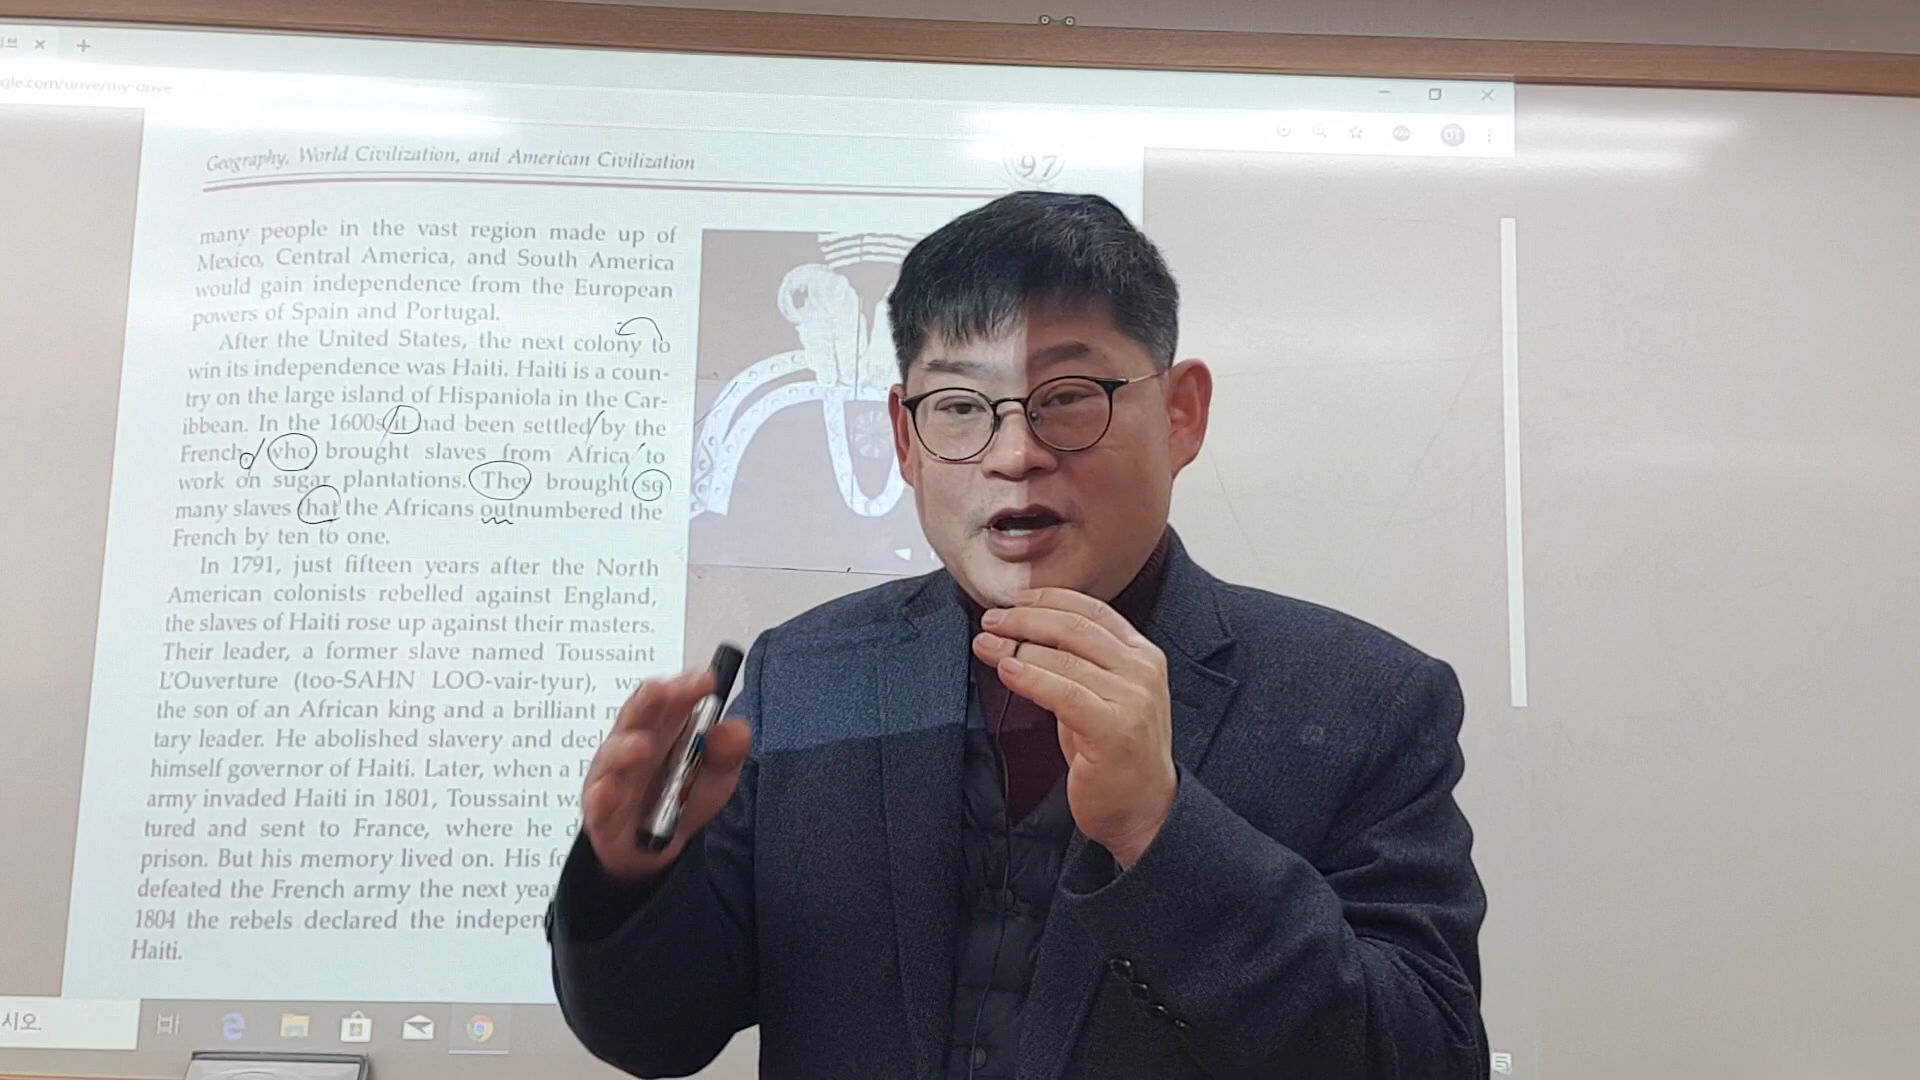 gle.com/drive/my-drive
Geography, World Civilization, and American Civilization
97
many people in the vast region made up of
Mexico, Central America, and South America
would gain independence from the European
powers of Spain and Portugal.
After the United States, the next colony to
win its independence was Haiti. Haiti is a coun-
try on the large island of Hispaniola in the Car-
ibbean. In the 1600s it had been settled by the
French, who brought slaves from Africa to
work on sugar plantations. They brought so
many slaves that the Africans outnumbered the
French by ten to one.
In 1791, just fifteen years after the North
American colonists rebelled against England,
the slaves of Haiti rose up against their masters.
Their leader, a former slave named Toussaint
L'Ouverture (too-SAHN LOO-vair-tyur), wa
the son of an African king and a brilliant
tary leader. He abolished slavery and decl
himself governor of Haiti. Later, when a
army invaded Haiti in 1801, Toussaint wa
tured and sent to France, where he d
prison. But his memory lived on. His fo
defeated the French army the next year
1804 the rebels declared the indepen
Haiti.
시오.